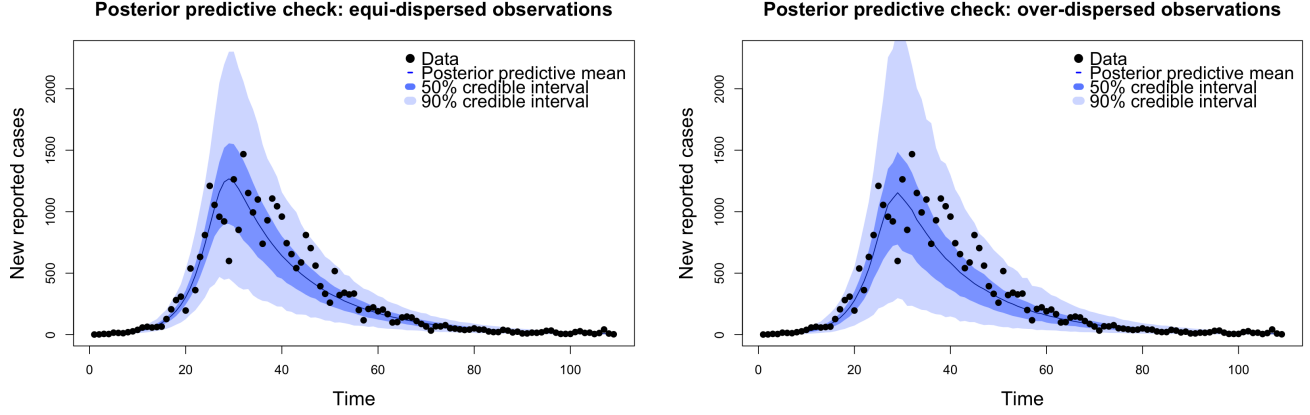 Posterior predictive check: equi-dispersed observations
New reported cases
2000
1500
1000
500
0
Data
Posterior predictive mean
50% credible interval
90% credible interval
0 20 40 60 80 100
Time
Posterior predictive check: over-dispersed observations
New reported cases
2000
1500
1000
500
0
Data
Posterior predictive mean
50% credible interval
90% credible interval
0 20 40 60 80 100
Time